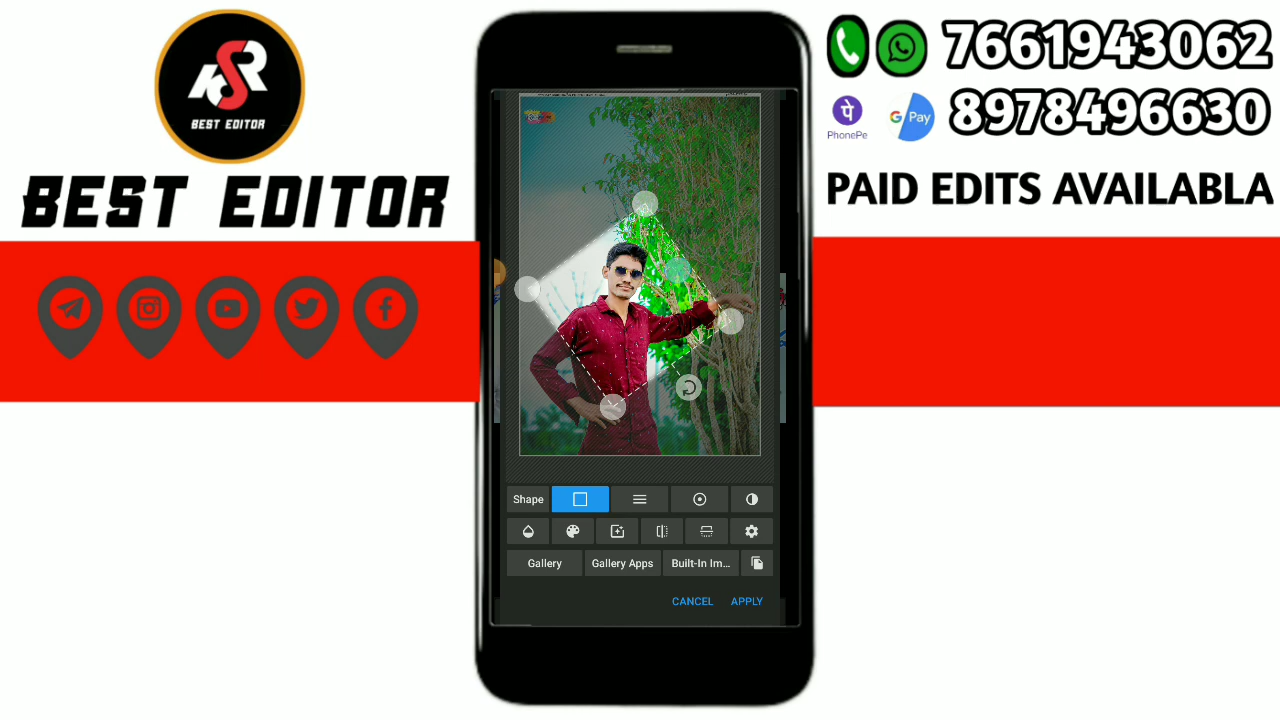 KSR
BEST EDITOR
BEST EDITOR
7661943062
8978496630
PhonePe
G Pay
PAID EDITS AVAILABLA
Shape
Gallery
Gallery Apps
Built-In Im...
CANCEL
APPLY